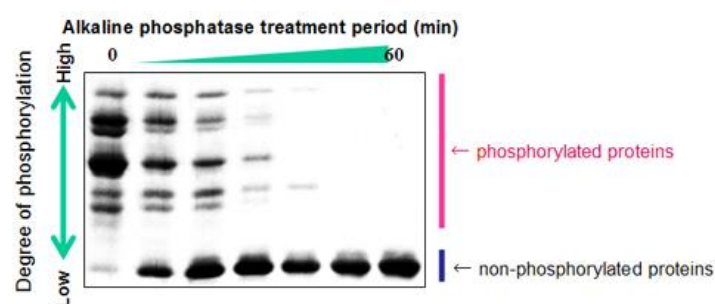 Alkaline phosphatase treatment period (min)
0 60
Degree of phosphorylation
High
Low
← phosphorylated proteins
← non-phosphorylated proteins